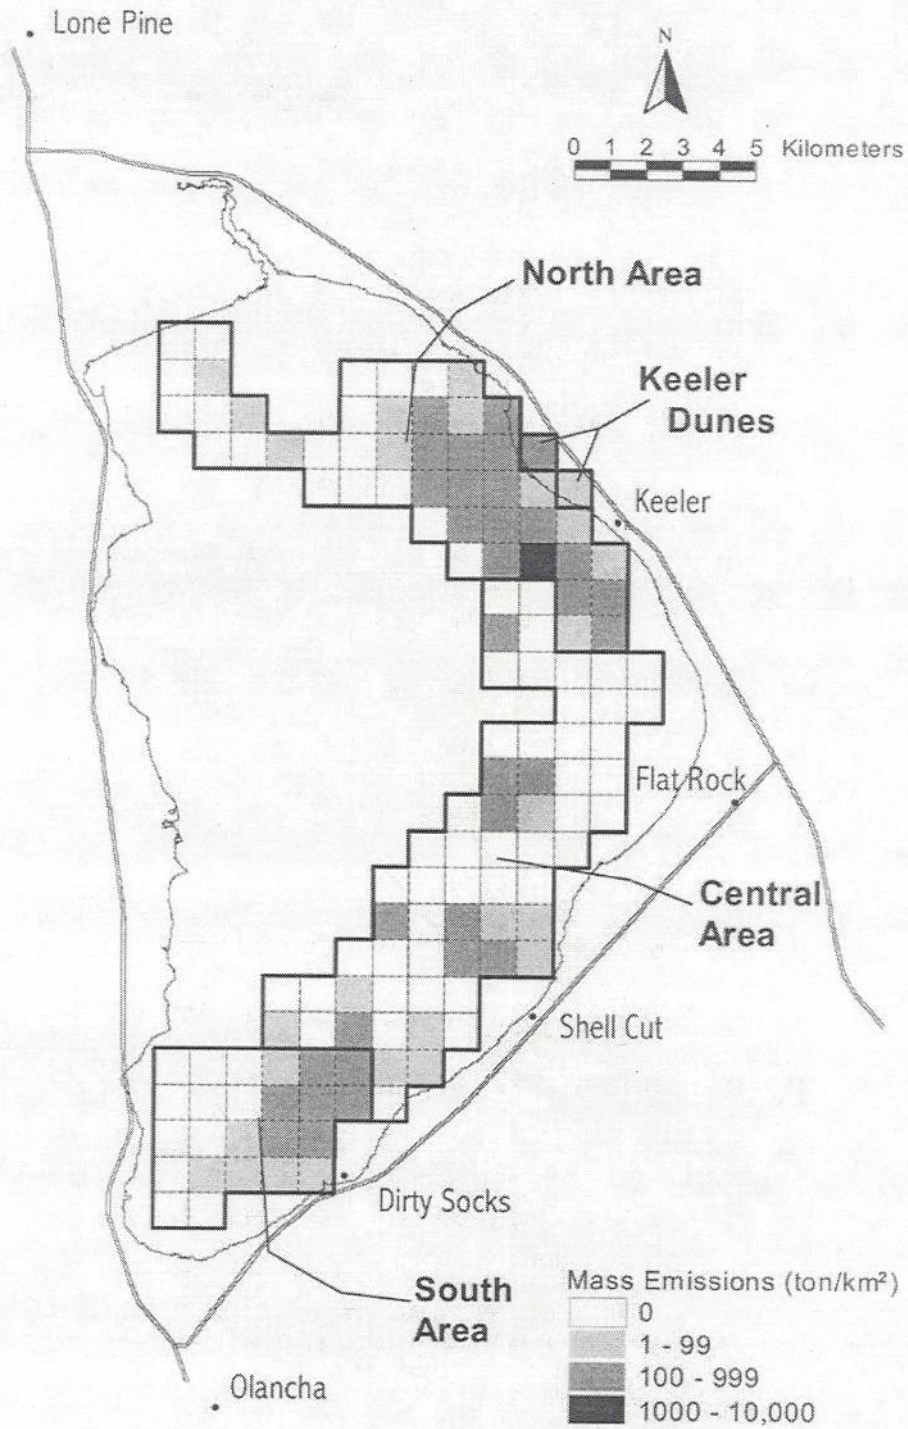 Lone Pine
N
0 1 2 3 4 5 Kilometers
North Area
Keeler
Dunes
Keeler
Flat Rock
Central
Area
Shell Cut
Dirty Socks
South
Area
Mass Emissions (ton/km²)
0
1 - 99
100 - 999
1000 - 10,000
Olancha